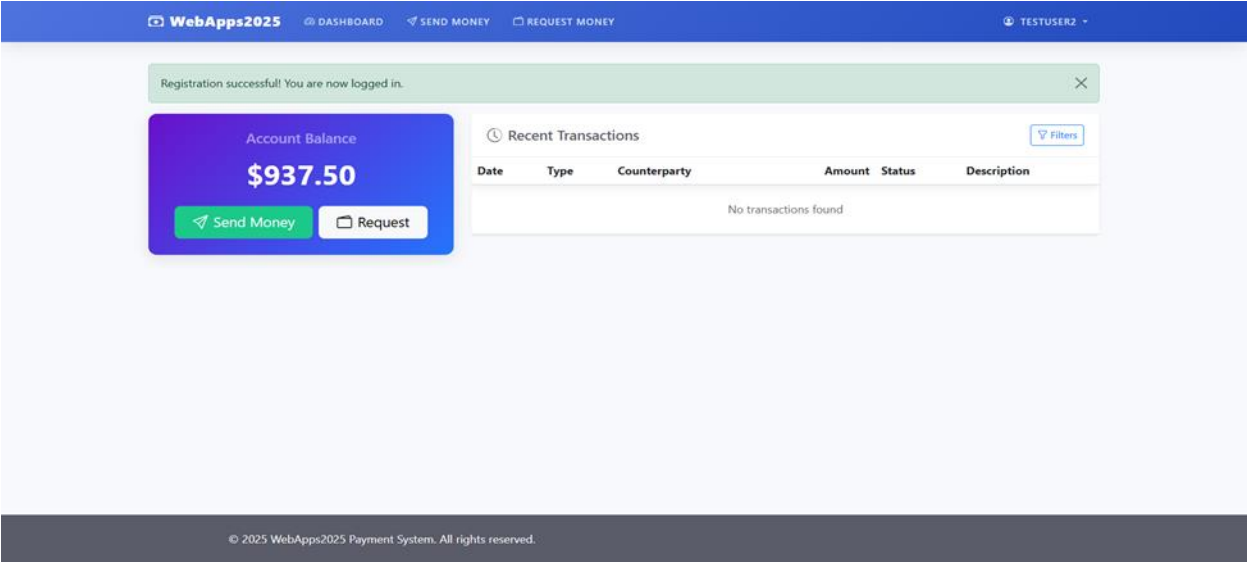 WebApps2025 DASHBOARD SEND MONEY REQUEST MONEY TESTUSER2
Registration successful! You are now logged in.
Account Balance
$937.50
Send Money Request
Recent Transactions Filters
Date Type Counterparty Amount Status Description
No transactions found
© 2025 WebApps2025 Payment System. All rights reserved.